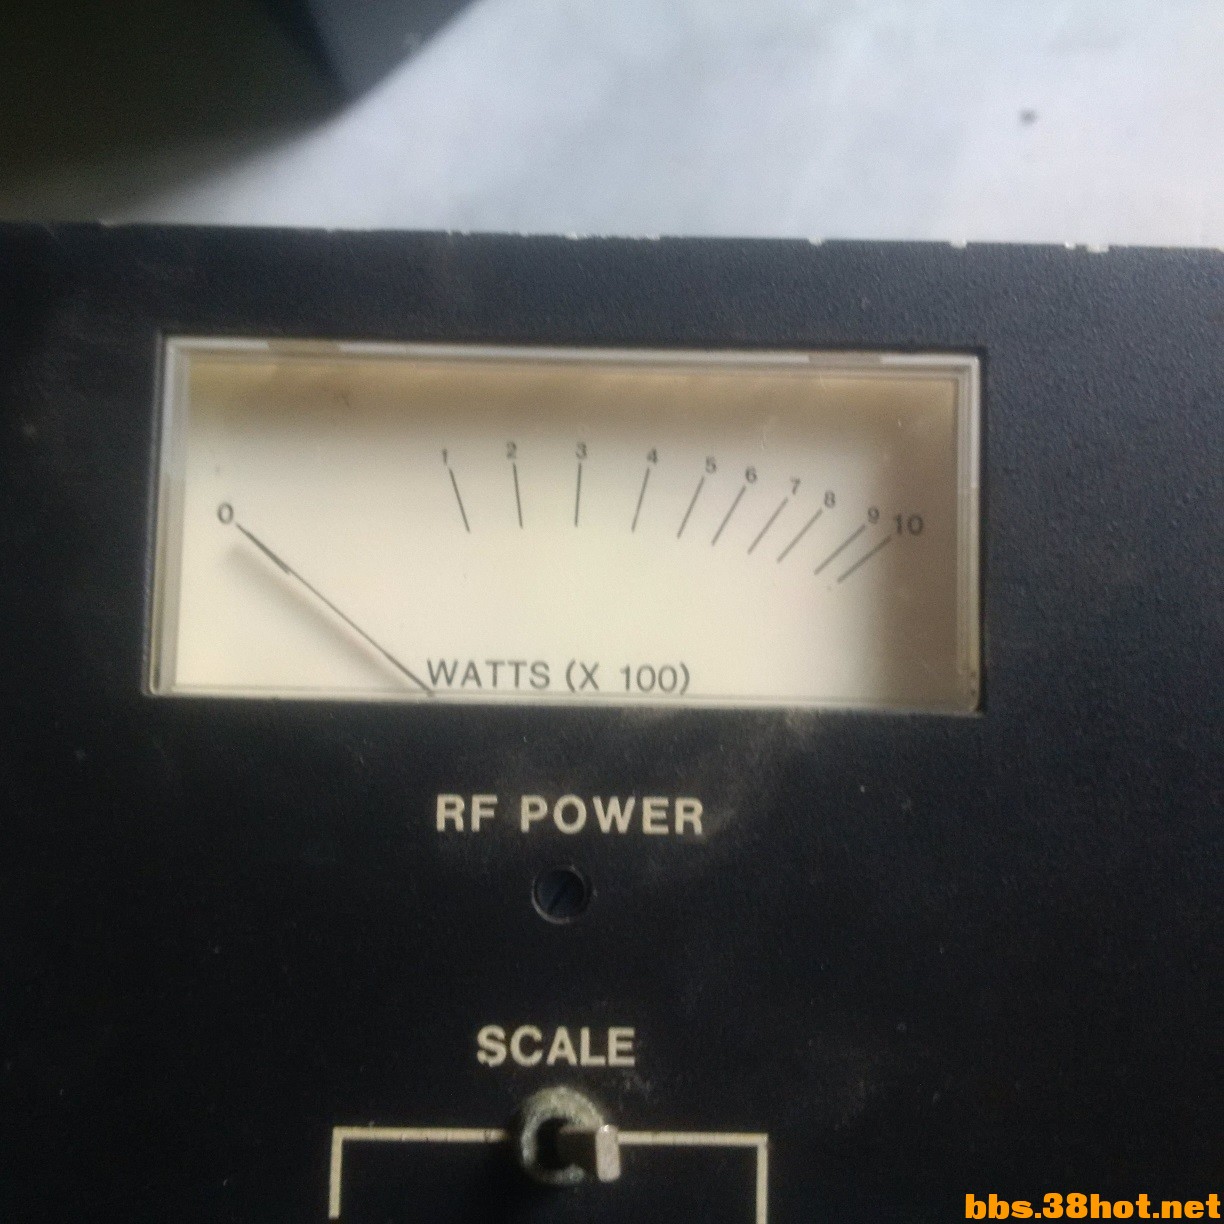 0 1 2 3 4 5 6 7 8 9 10
WATTS (X 100)
RF POWER
SCALE
bbs.38hot.net